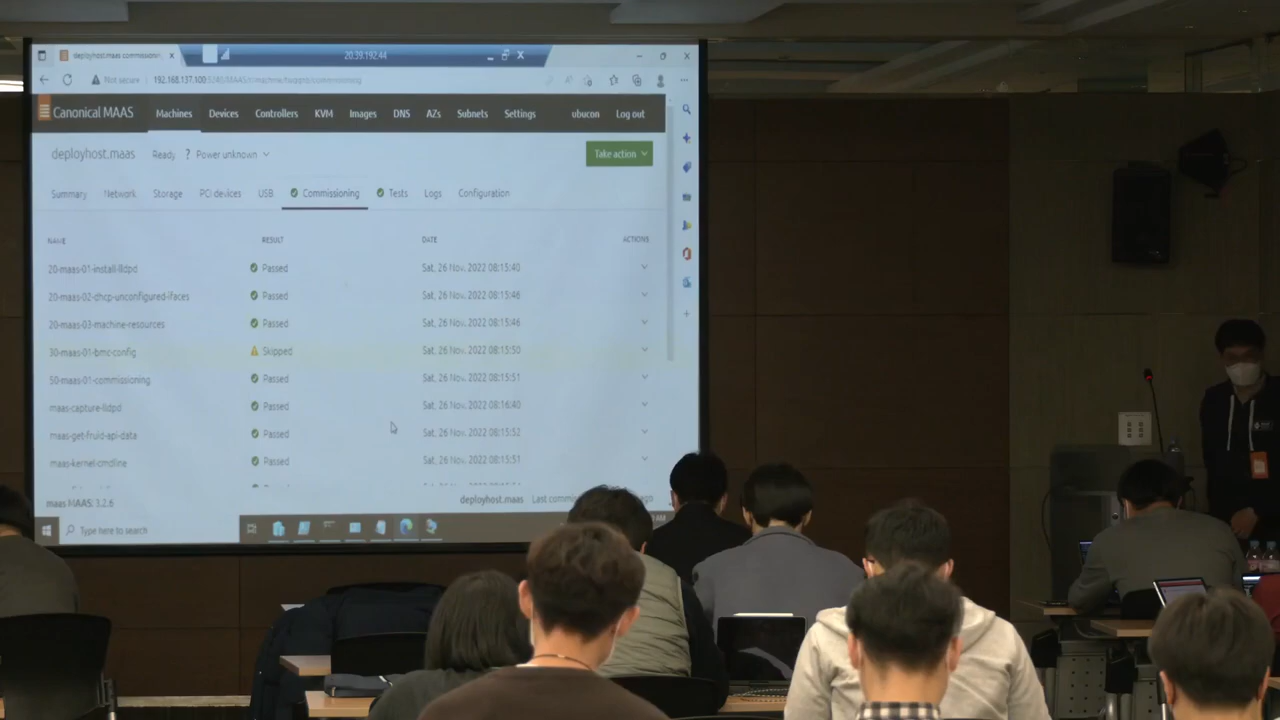 deployhost.maas commissioni
20.39.192.44
Not secure 192.168.137.100
Canonical MAAS Machines Devices Controllers KVM Images DNS AZs Subnets Settings ubucon Log out
deployhost.maas Ready ? Power unknown Take action
Summary Network Storage PCI devices USB Commissioning Tests Logs Configuration
NAME RESULT DATE ACTIONS
20-maas-01-install-lldpd Passed Sat, 26 Nov. 2022 08:15:40
20-maas-02-dhcp-unconfigured-ifaces Passed Sat, 26 Nov. 2022 08:15:46
20-maas-03-machine-resources Passed Sat, 26 Nov. 2022 08:15:46
30-maas-01-bmc-config Skipped Sat, 26 Nov. 2022 08:15:50
50-maas-01-commissioning Passed Sat, 26 Nov. 2022 08:15:51
maas-capture-lldpd Passed Sat, 26 Nov. 2022 08:16:40
maas-get-fruid-api-data Passed Sat, 26 Nov. 2022 08:15:52
maas-kernel-cmdline Passed Sat, 26 Nov. 2022 08:15:51
maas MAAS: 3.2.6 deployhost.maas Last commi
Type here to search